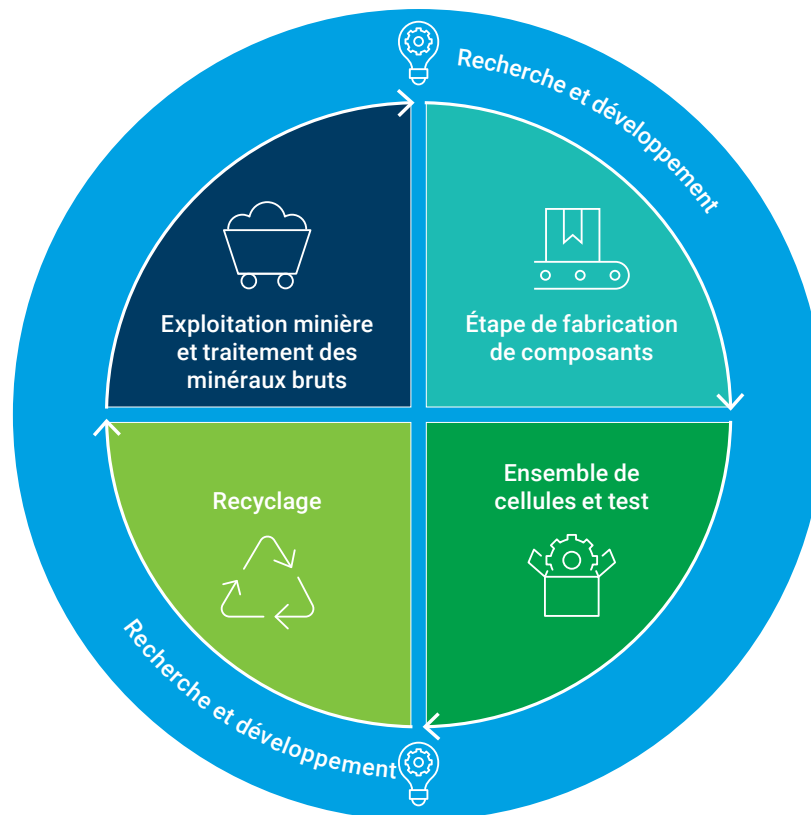 Recherche et développement
Exploitation minière
et traitement des
minéraux bruts
Étape de fabrication
de composants
Recyclage
Ensemble de
cellules et test
Recherche et développement